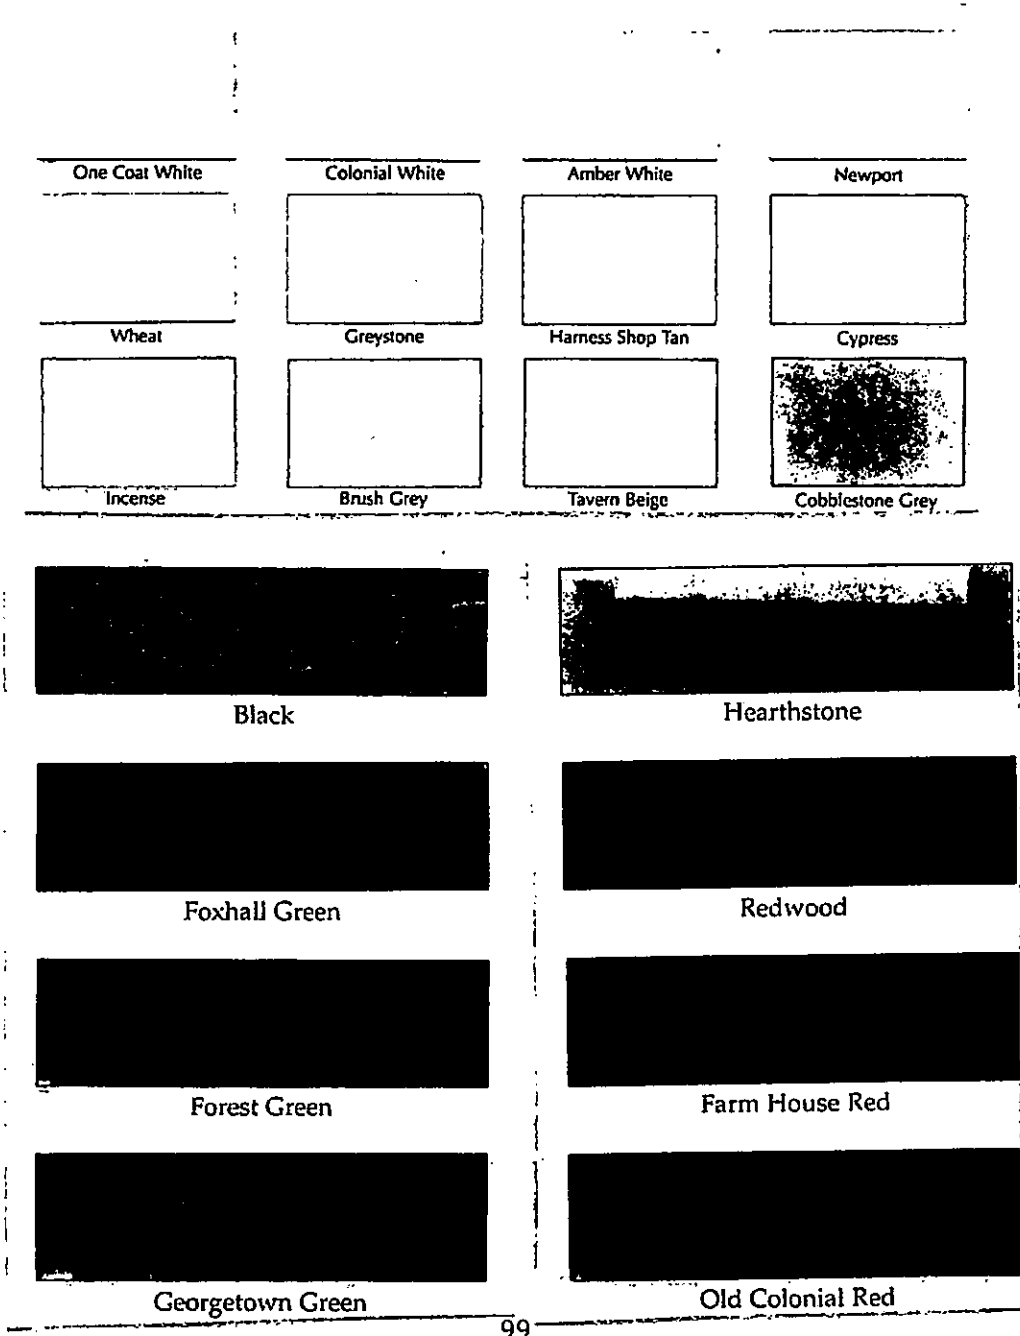 One Coat White Colonial White Amber White Newport
Wheat Greystone Harness Shop Tan Cypress
Incense Brush Grey Tavern Beige Cobblestone Grey
Black Hearthstone
Foxhall Green Redwood
Forest Green Farm House Red
Georgetown Green Old Colonial Red
99